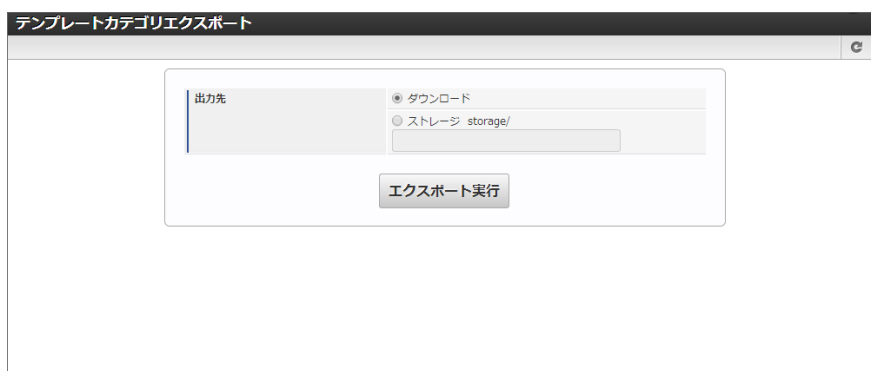 テンプレートカテゴリエクスポート
出力先
ダウンロード
ストレージ storage/
エクスポート実行